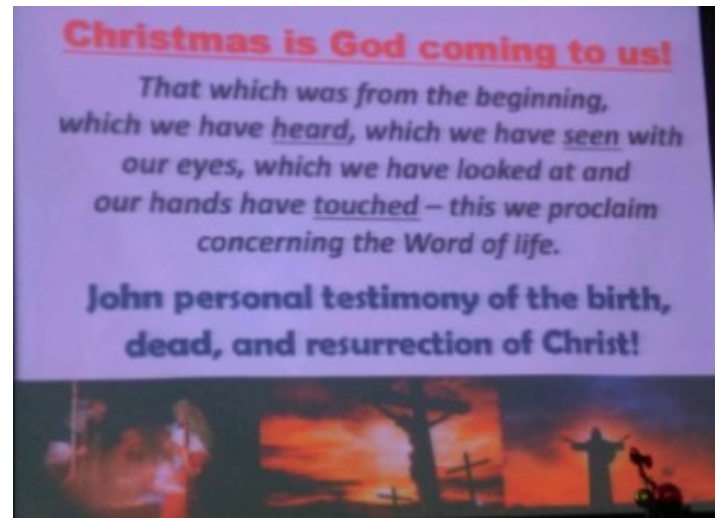 Christmas is God coming to us!
That which was from the beginning,
which we have heard, which we have seen with
our eyes, which we have looked at and
our hands have touched – this we proclaim
concerning the Word of life.
John personal testimony of the birth,
dead, and resurrection of Christ!